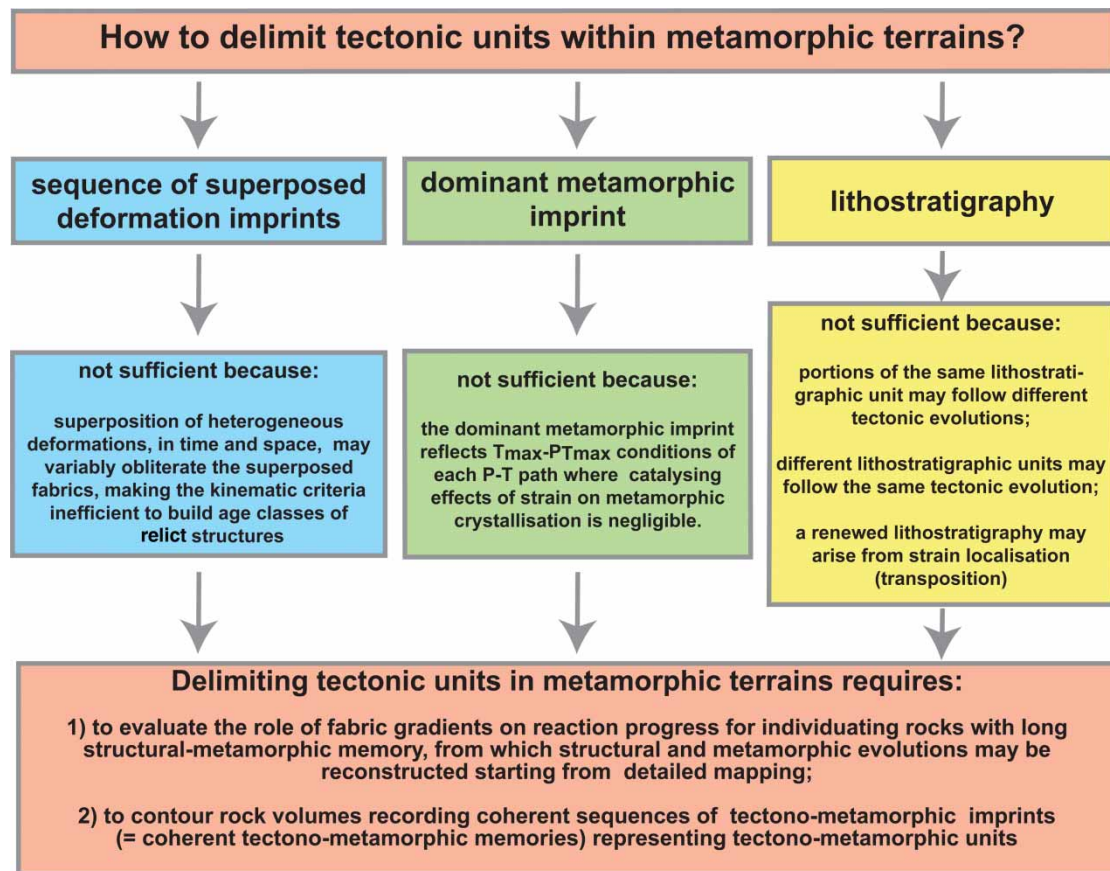 How to delimit tectonic units within metamorphic terrains?
sequence of superposed
deformation imprints
dominant metamorphic
imprint
lithostratigraphy
not sufficient because:
superposition of heterogeneous
deformations, in time and space, may
variably obliterate the superposed
fabrics, making the kinematic criteria
inefficient to build age classes of
relict structures
not sufficient because:
the dominant metamorphic imprint
reflects Tmax-PTmax conditions of
each P-T path where catalysing
effects of strain on metamorphic
crystallisation is negligible.
not sufficient because:
portions of the same lithostrati-
graphic unit may follow different
tectonic evolutions;
different lithostratigraphic units may
follow the same tectonic evolution;
a renewed lithostratigraphy may
arise from strain localisation
(transposition)
Delimiting tectonic units in metamorphic terrains requires:
1) to evaluate the role of fabric gradients on reaction progress for individuating rocks with long
structural-metamorphic memory, from which structural and metamorphic evolutions may be
reconstructed starting from detailed mapping;
2) to contour rock volumes recording coherent sequences of tectono-metamorphic imprints
(= coherent tectono-metamorphic memories) representing tectono-metamorphic units